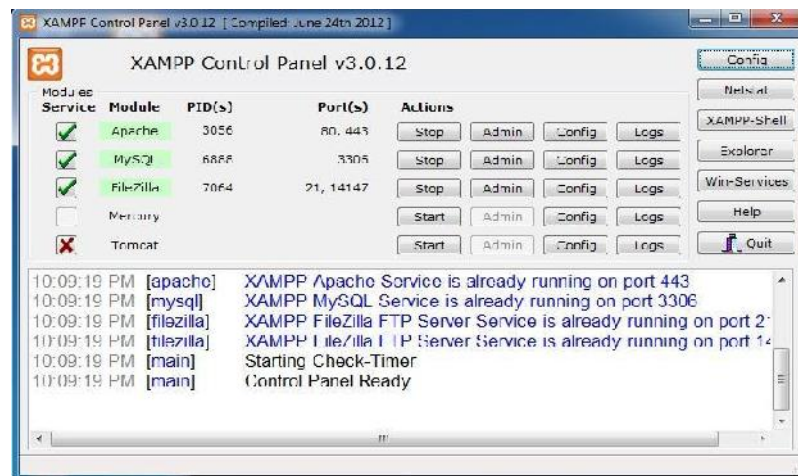 XAMPP Control Panel v3.0.12 [ Compiled: June 24th 2012 ]
XAMPP Control Panel v3.0.12
Config
Netstat
XAMPP-Shell
Explorer
Win-Services
Help
Quit
Modules
Service Module PID(s) Port(s) Actions
Apache 3056 80, 443 Stop Admin Config Logs
MySQL 3306 Stop Admin Config Logs
FileZilla 7064 21, 14147 Stop Admin Config Logs
Mercury Start Admin Config Logs
Tomcat Start Admin Config Logs
10:09:19 PM [apache] XAMPP Apache Service is already running on port 443
10:09:19 PM [mysql] XAMPP MySQL Service is already running on port 3306
10:09:19 PM [filezilla] XAMPP FileZilla FTP Server Service is already running on port 2
10:09:19 PM [filezilla] XAMPP FileZilla FTP Server Service is already running on port 14
10:09:19 PM [main] Starting Check-Timer
10:09:19 PM [main] Control Panel Ready